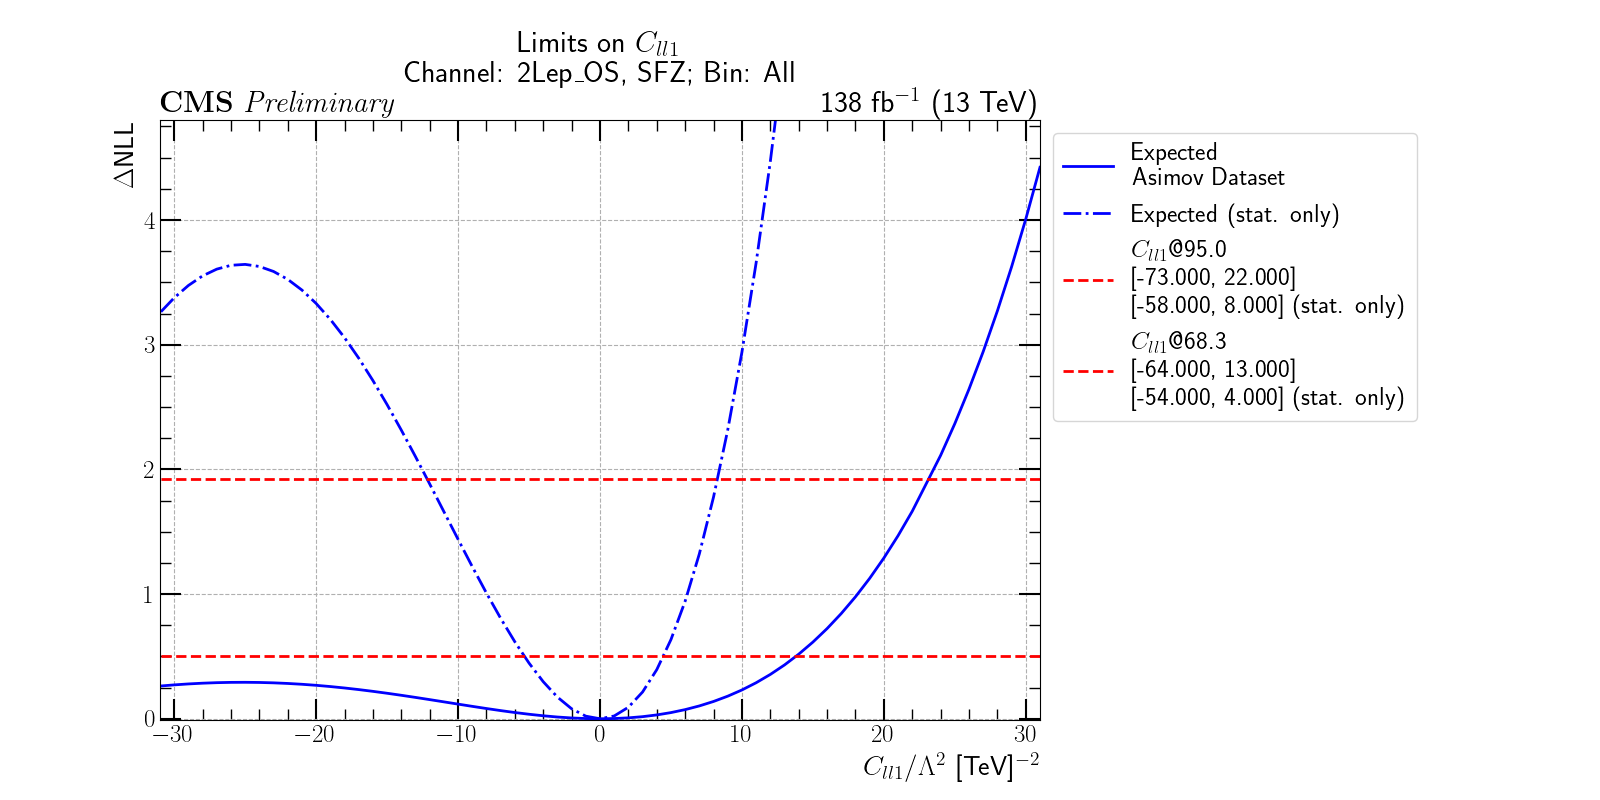 Limits on C_{ll1}
Channel: 2Lep_OS, SFZ; Bin: All
CMS Preliminary
138 fb^{−1} (13 TeV)
ΔNLL
4
3
2
1
0
−30 −20 −10 0 10 20 30
C_{ll1}/Λ^2 [TeV]^{−2}
Expected
Asimov Dataset
Expected (stat. only)
C_{ll1}@95.0
[-73.000, 22.000]
[-58.000, 8.000] (stat. only)
C_{ll1}@68.3
[-64.000, 13.000]
[-54.000, 4.000] (stat. only)